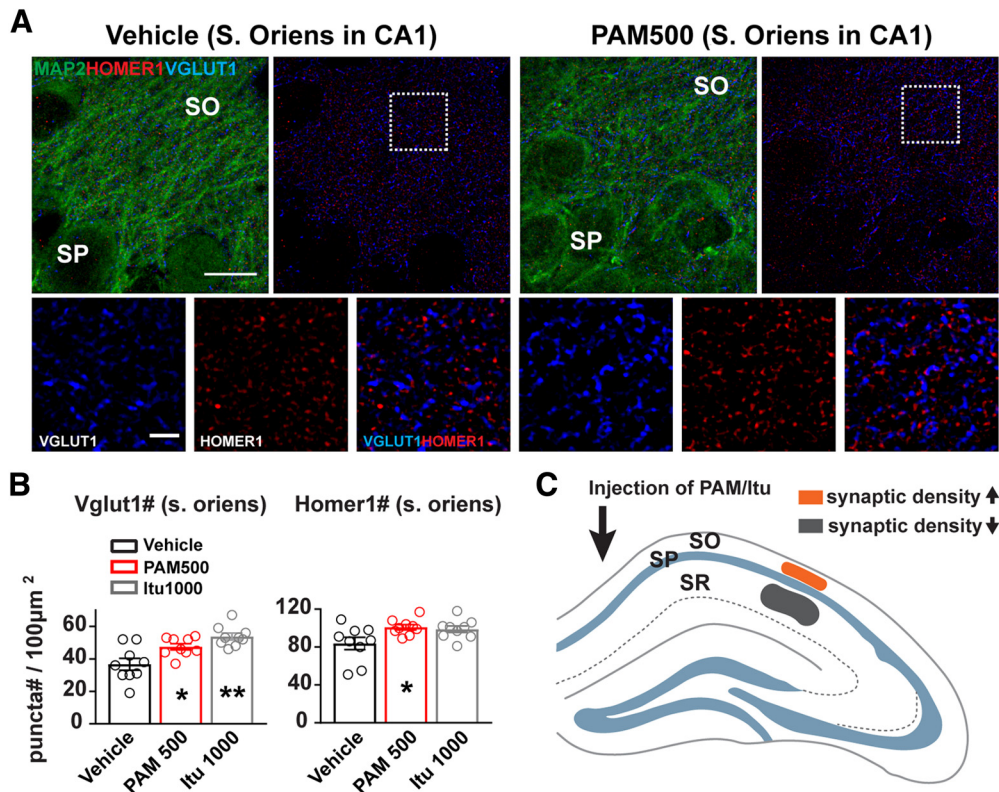 A
Vehicle (S. Oriens in CA1)
PAM500 (S. Oriens in CA1)
MAP2HOMER1VGLUT1
SO
SP
SO
SP
VGLUT1
HOMER1
VGLUT1HOMER1
B
Vglut1# (s. oriens)
Homer1# (s. oriens)
Vehicle
PAM500
Itu1000
puncta# / 100µm²
60
40
20
0
*
**
Vehicle
PAM 500
Itu 1000
120
80
40
0
*
Vehicle
PAM 500
Itu 1000
C
Injection of PAM/Itu
synaptic density
synaptic density
SO
SP
SR